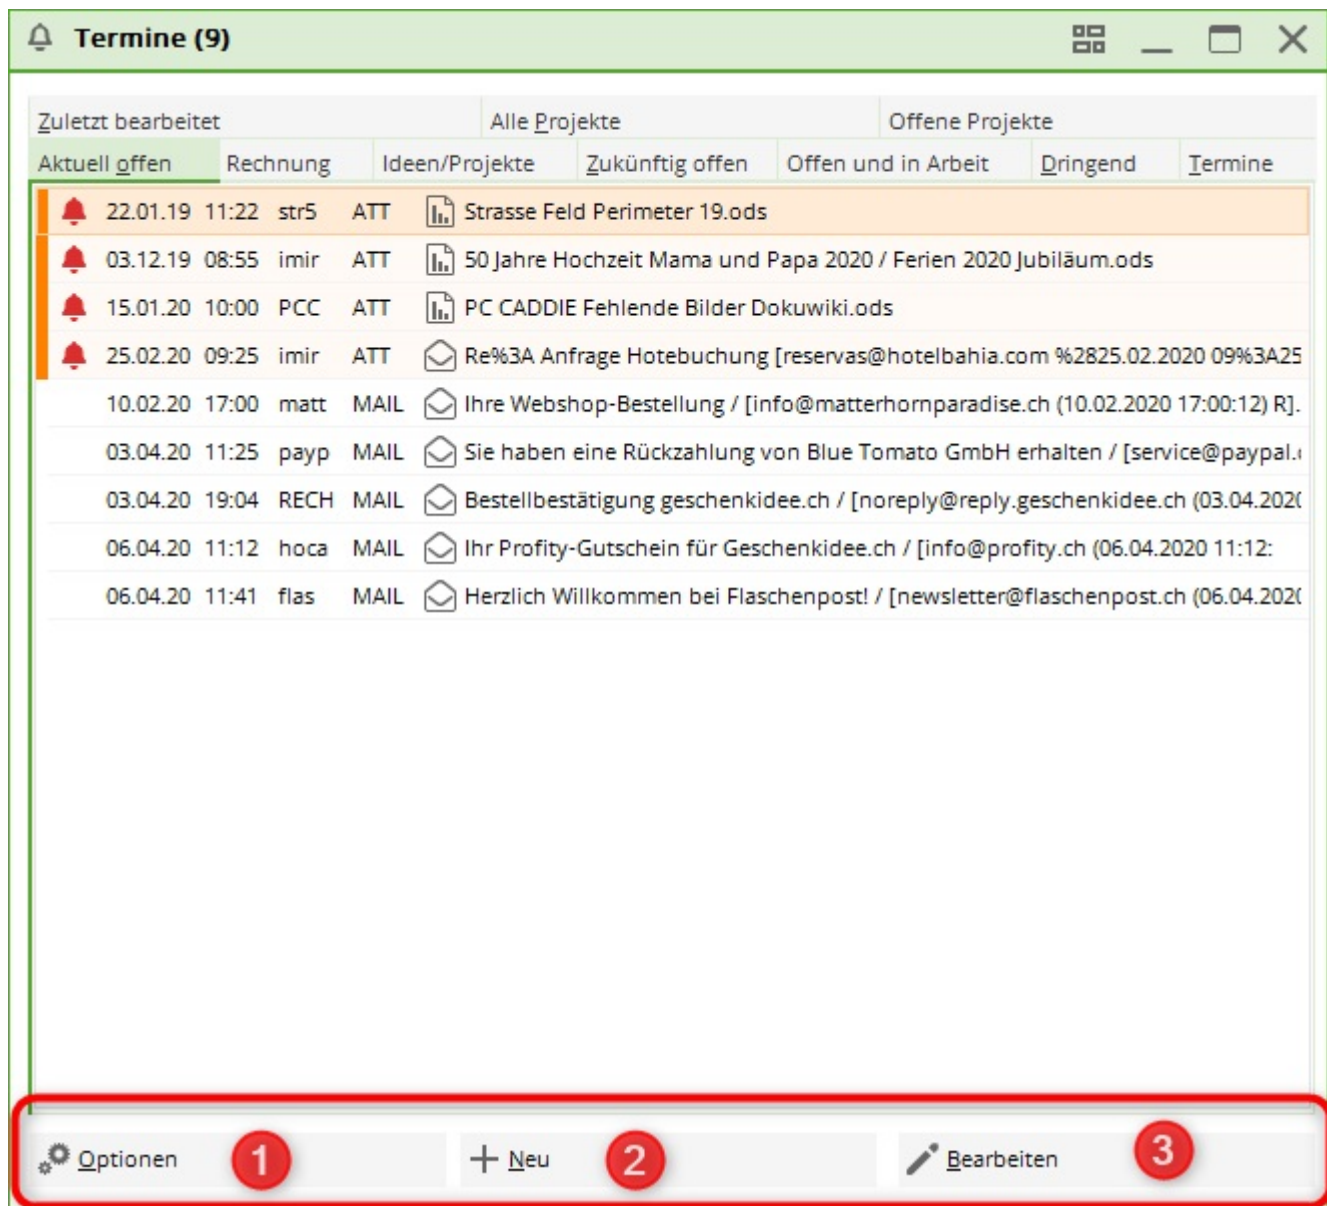 Termine (9)
Zuletzt bearbeitet Alle Projekte Offene Projekte
Aktuell offen Rechnung Ideen/Projekte Zukünftig offen Offen und in Arbeit Dringend Termine
22.01.19 11:22 str5 ATT Strasse Feld Perimeter 19.ods
03.12.19 08:55 imir ATT 50 Jahre Hochzeit Mama und Papa 2020 / Ferien 2020 Jubiläum.ods
15.01.20 10:00 PCC ATT PC CADDIE Fehlende Bilder Dokuwiki.ods
25.02.20 09:25 imir ATT Re%3A Anfrage Hotebuchung [reservas@hotelbahia.com %2825.02.2020 09%3A25
10.02.20 17:00 matt MAIL Ihre Webshop-Bestellung / [info@matterhornparadise.ch (10.02.2020 17:00:12) R].
03.04.20 11:25 payp MAIL Sie haben eine Rückzahlung von Blue Tomato GmbH erhalten / [service@paypal.
03.04.20 19:04 RECH MAIL Bestellbestätigung geschenkidee.ch / [noreply@reply.geschenkidee.ch (03.04.202
06.04.20 11:12 hoca MAIL Ihr Profity-Gutschein für Geschenkidee.ch / [info@profity.ch (06.04.2020 11:12:
06.04.20 11:41 flas MAIL Herzlich Willkommen bei Flaschenpost! / [newsletter@flaschenpost.ch (06.04.202
Optionen 1 Neu 2 Bearbeiten 3